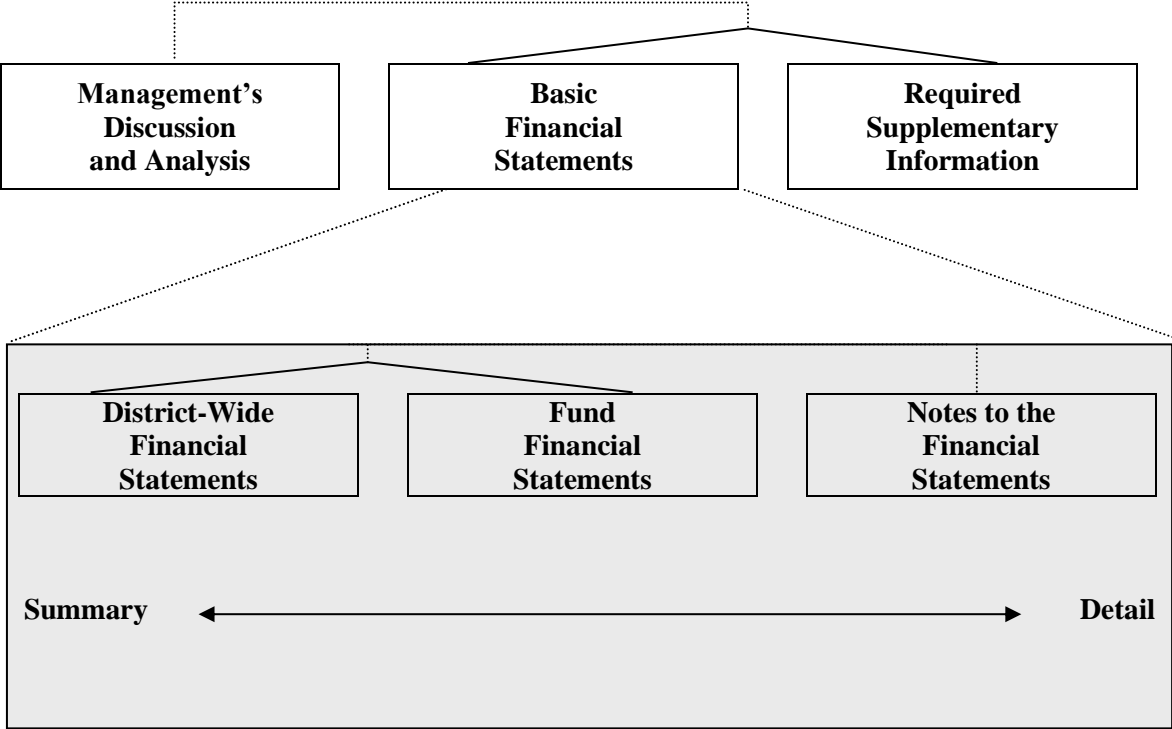 Management’s
Discussion
and Analysis
Basic
Financial
Statements
Required
Supplementary
Information
District-Wide
Financial
Statements
Fund
Financial
Statements
Notes to the
Financial
Statements
Summary
Detail